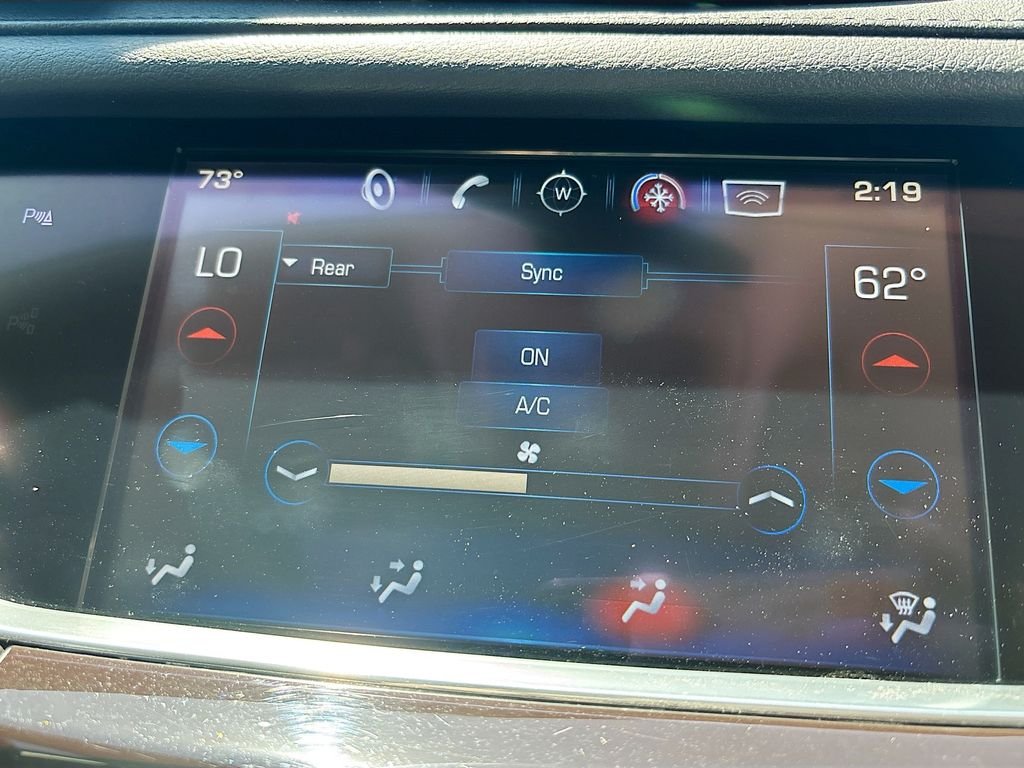 73°
W
2:19
P
LO
Rear
Sync
62°
P
ON
A/C